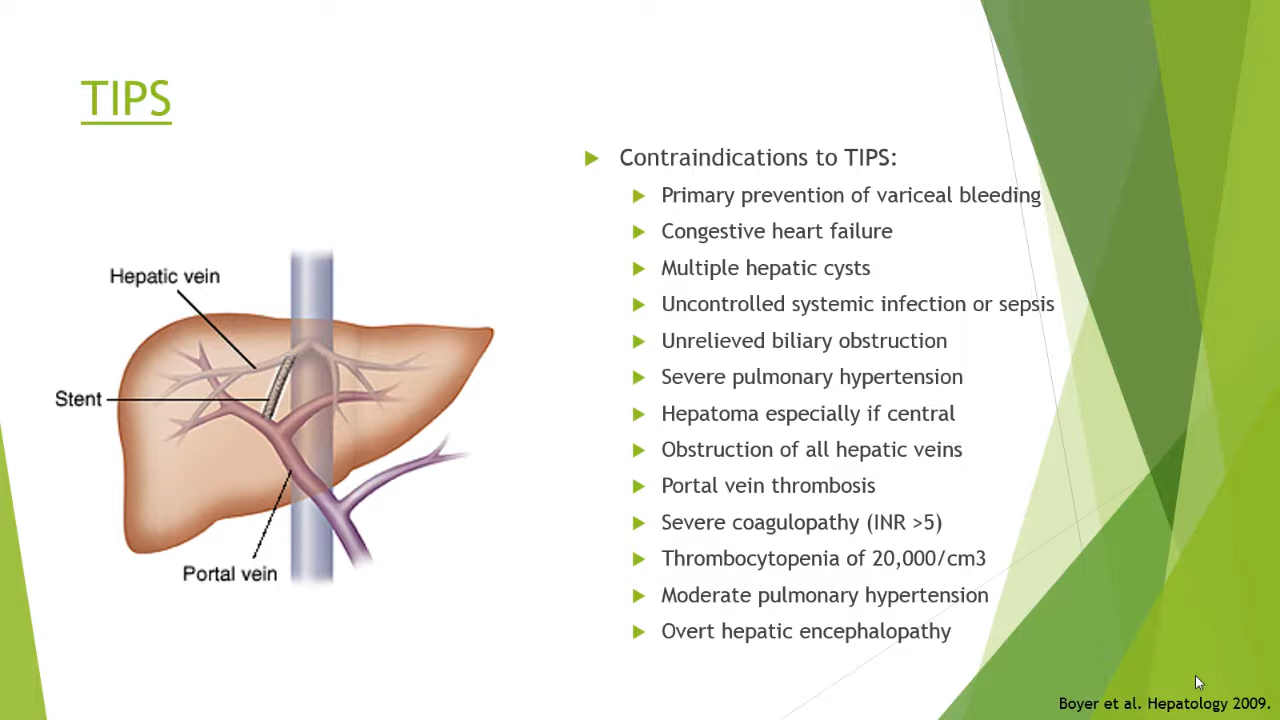 TIPS
Hepatic vein
Stent
Portal vein
Contraindications to TIPS:
Primary prevention of variceal bleeding
Congestive heart failure
Multiple hepatic cysts
Uncontrolled systemic infection or sepsis
Unrelieved biliary obstruction
Severe pulmonary hypertension
Hepatoma especially if central
Obstruction of all hepatic veins
Portal vein thrombosis
Severe coagulopathy (INR >5)
Thrombocytopenia of 20,000/cm3
Moderate pulmonary hypertension
Overt hepatic encephalopathy
Boyer et al. Hepatology 2009.